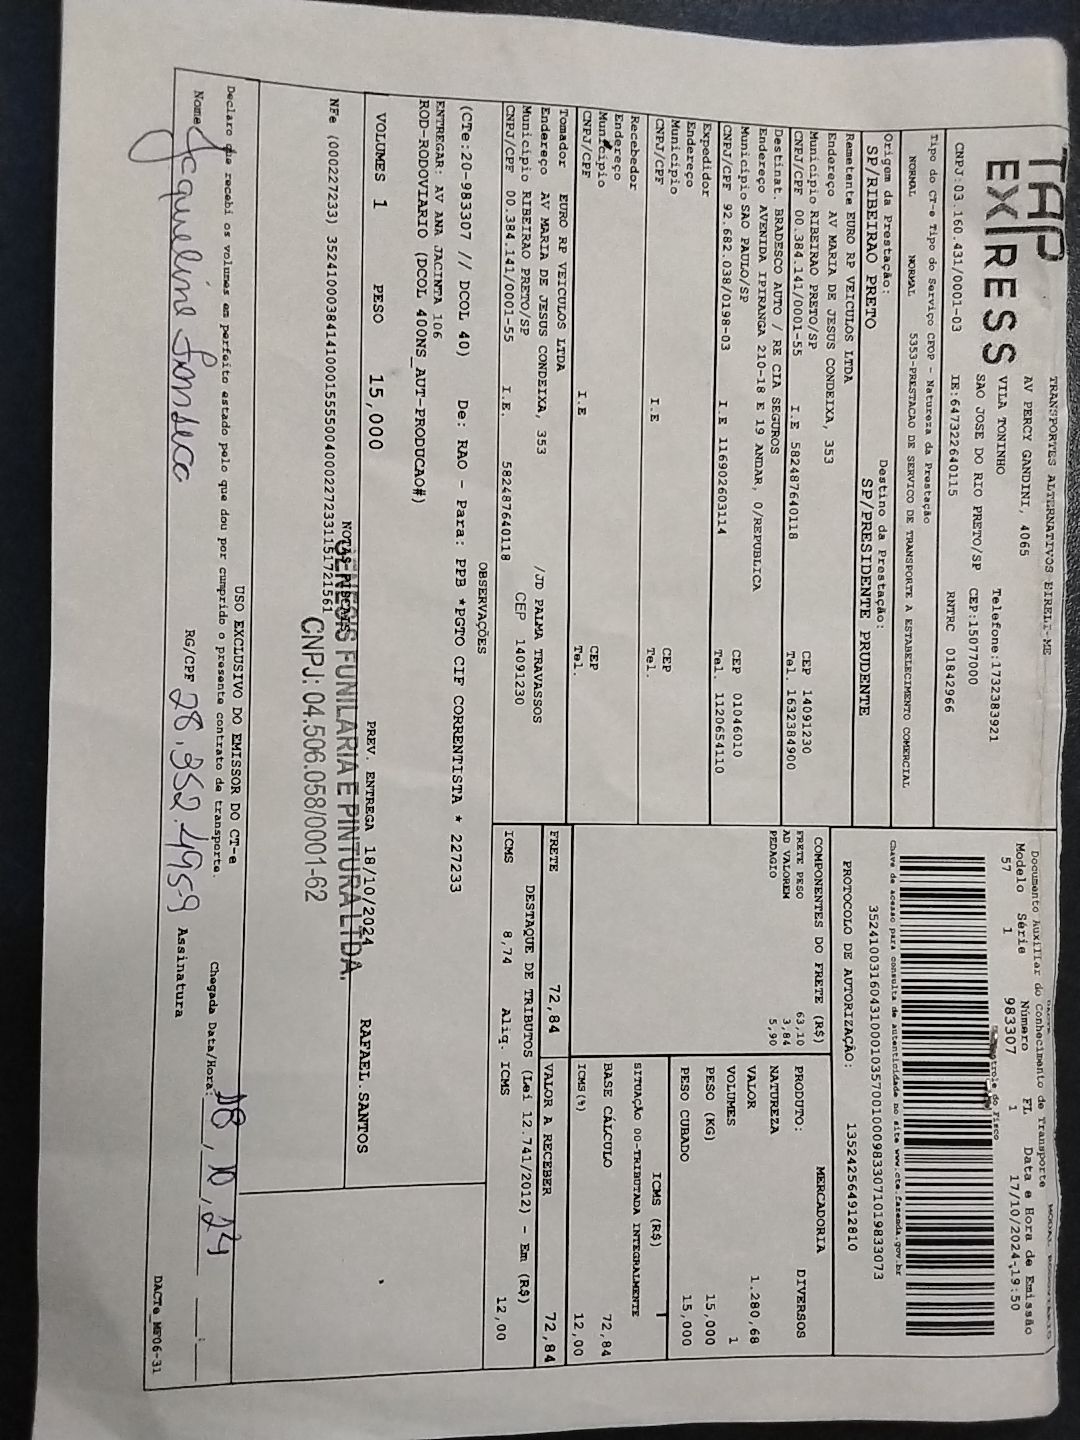 TAP
EXPRESS
TRANSPORTES ALTERNATIVOS EIRELI-ME
AV PERCY GANDINI, 4065
VILA TONINHO Telefone:1732383921
SAO JOSE DO RIO PRETO/SP CEP:15077000
CNPJ:03.160.431/0001-03 IE:647322640115 RNTRC 01842966
Tipo do CT-e Tipo do Serviço CFOP - Natureza da Prestação
NORMAL NORMAL 5353-PRESTACAO DE SERVICO DE TRANSPORTE A ESTABELECIMENTO COMERCIAL
Origem da Prestação: Destino da Prestação:
SP/RIBEIRAO PRETO SP/PRESIDENTE PRUDENTE
Remetente EURO RP VEICULOS LTDA
Endereço AV MARIA DE JESUS CONDEIXA, 353
Município RIBEIRAO PRETO/SP CEP 14091230
CNPJ/CPF 00.384.141/0001-55 I.E 582487640118 Tel. 1632384900
Destinat. BRADESCO AUTO / RE CIA SEGUROS
Endereço AVENIDA IPIRANGA 210-18 E 19 ANDAR, 0/REPUBLICA
Município SAO PAULO/SP CEP 01046010
CNPJ/CPF 92.682.038/0198-03 I.E 116902603114 Tel. 1120654110
Expedidor
Endereço
Município CEP
CNPJ/CPF I.E Tel.
Recebedor
Endereço
Município CEP
CNPJ/CPF I.E Tel.
Tomador EURO RP VEICULOS LTDA
Endereço AV MARIA DE JESUS CONDEIXA, 353 /JD PALMA TRAVASSOS
Município RIBEIRAO PRETO/SP CEP 14091230
CNPJ/CPF 00.384.141/0001-55 I.E. 582487640118
Documento Auxiliar do Conhecimento de Transporte
Modelo Série Número FL Data e Hora de Emissão
57 1 983307 1 17/10/2024-19:50
Fisco
Chave de acesso para consulta de autenticidade no site www.cte.fazenda.gov.br
35241003160431000103570010009833071019833073
PROTOCOLO DE AUTORIZAÇÃO: 135242564912810
COMPONENTES DO FRETE (R$)
FRETE PESO 63,10
AD VALOREM 3,84
PEDAGIO 5,90
MERCADORIA
PRODUTO: DIVERSOS
NATUREZA
VALOR 1.280,68
VOLUMES 1
PESO (KG) 15,000
PESO CUBADO 15,000
ICMS (R$)
SITUAÇÃO 00-TRIBUTADA INTEGRALMENTE
BASE CÁLCULO 72,84
ICMS(%) 12,00
FRETE 72,84 VALOR A RECEBER 72,84
DESTAQUE DE TRIBUTOS (Lei 12.741/2012) - Em (R$)
ICMS 8,74 Aliq. ICMS 12,00
OBSERVAÇÕES
(CTe:20-983307 // DCOL 40) De: RAO - Para: PPB *PGTO CIF CORRENTISTA * 227233
ENTREGAR: AV ANA JACINTA 106
ROD-RODOVIARIO (DCOL 400NS_AUT-PRODUCAO#)
VOLUMES 1 PESO 15,000 PREV. ENTREGA 18/10/2024 RAFAEL.SANTOS
NOTAS FISCAIS
NFe (000227233) 35241000384141000155550040002272331151721561
GENESIS FUNILARIA E PINTURA LTDA.
CNPJ: 04.506.058/0001-62
USO EXCLUSIVO DO EMISSOR DO CT-e
Declaro que recebi os volumes em perfeito estado pelo que dou por cumprido o presente contrato de transporte. Chegada Data/Hora: 18, 10, 24
Nome Jacqueline Fonseca RG/CPF 28.952.495-9 Assinatura
DACTe_MF06-31